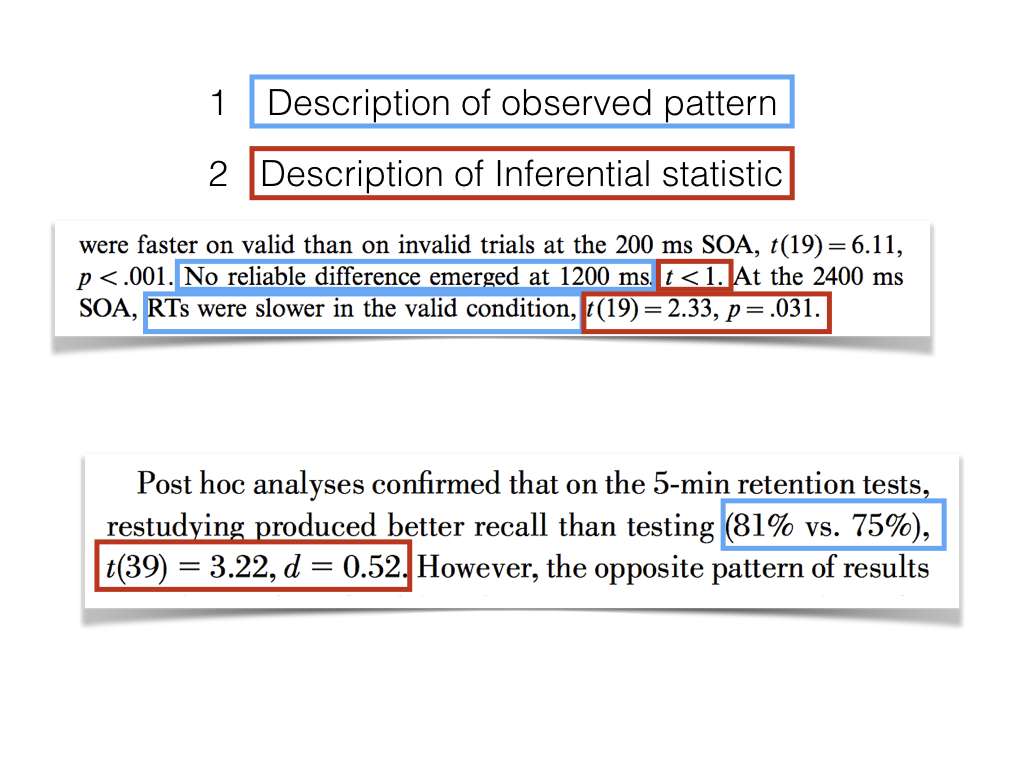 1 Description of observed pattern
2 Description of Inferential statistic
were faster on valid than on invalid trials at the 200 ms SOA, t(19) = 6.11,
p < .001. No reliable difference emerged at 1200 ms, t < 1. At the 2400 ms
SOA, RTs were slower in the valid condition, t(19) = 2.33, p = .031.
Post hoc analyses confirmed that on the 5-min retention tests,
restudying produced better recall than testing (81% vs. 75%),
t(39) = 3.22, d = 0.52. However, the opposite pattern of results